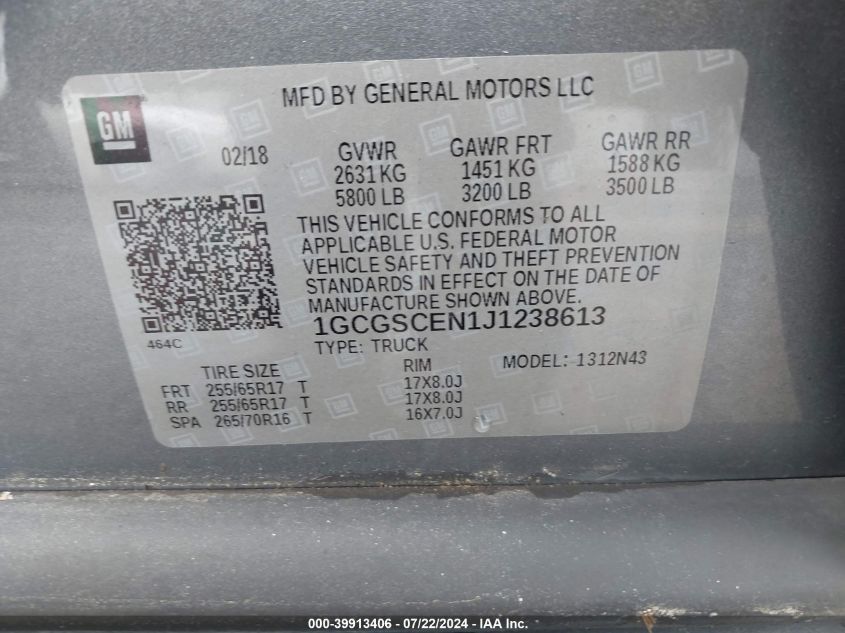 MFD BY GENERAL MOTORS LLC
GM
02/18
GVWR GAWR FRT GAWR RR
2631 KG 1451 KG 1588 KG
5800 LB 3200 LB 3500 LB
THIS VEHICLE CONFORMS TO ALL
APPLICABLE U.S. FEDERAL MOTOR
VEHICLE SAFETY AND THEFT PREVENTION
STANDARDS IN EFFECT ON THE DATE OF
MANUFACTURE SHOWN ABOVE.
1GCGSCEN1J1238613
464C
TYPE: TRUCK MODEL: 1312N43
TIRE SIZE RIM
FRT 255/65R17 T 17X8.0J
RR 255/65R17 T 17X8.0J
SPA 265/70R16 T 16X7.0J
000-39913406 - 07/22/2024 - IAA, Inc.